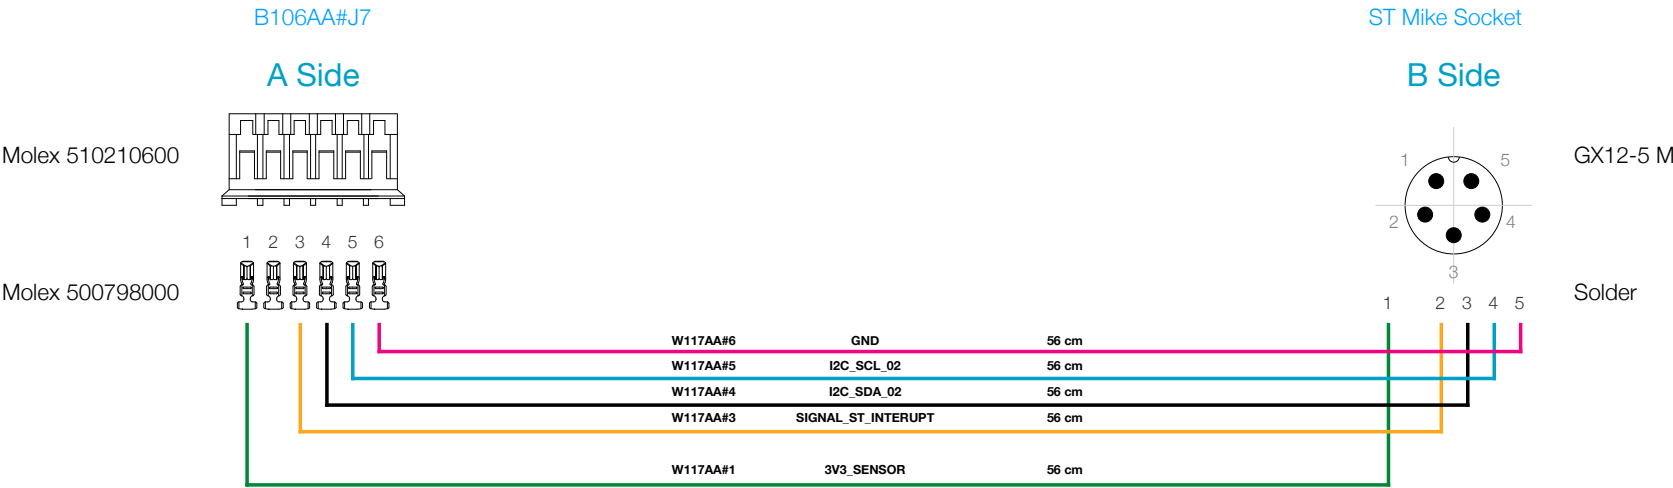 B106AA#J7
ST Mike Socket
A Side
B Side
Molex 510210600
GX12-5 M
1 5
2 4
3
1 2 3 4 5 6
Molex 500798000
Solder
1 2 3 4 5
W117AA#6 GND 56 cm
W117AA#5 I2C_SCL_02 56 cm
W117AA#4 I2C_SDA_02 56 cm
W117AA#3 SIGNAL_ST_INTERUPT 56 cm
W117AA#1 3V3_SENSOR 56 cm